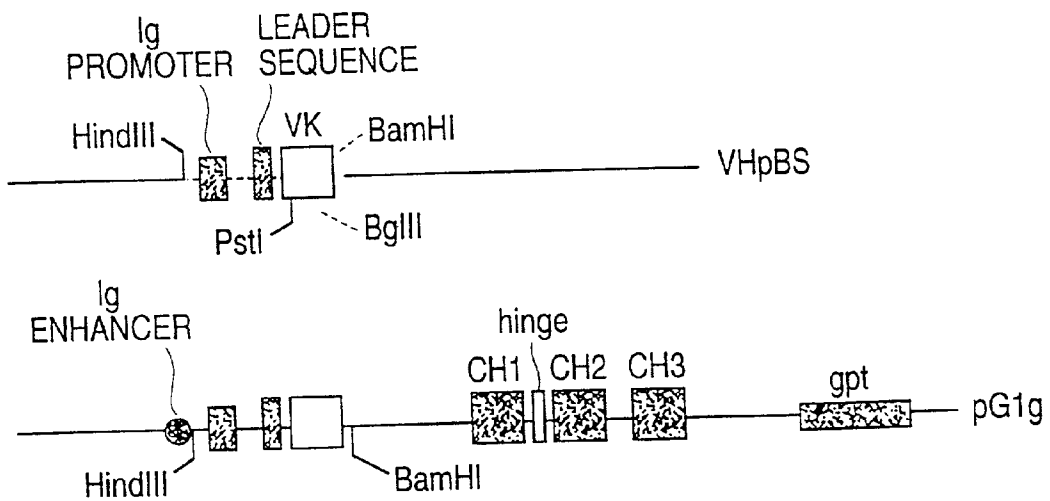 Ig
PROMOTER
LEADER
SEQUENCE
HindIII
VK
BamHI
VHpBS
PstI
BglII
Ig
ENHANCER
hinge
CH1
CH2
CH3
gpt
pG1g
HindIII
BamHI